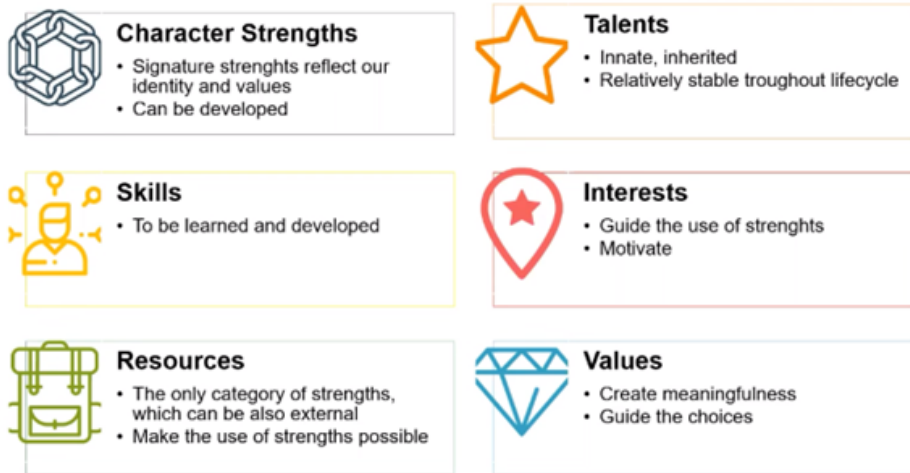 Character Strengths
• Signature strenghts reflect our
identity and values
• Can be developed
Talents
• Innate, inherited
• Relatively stable troughout lifecycle
Skills
• To be learned and developed
Interests
• Guide the use of strenghts
• Motivate
Resources
• The only category of strengths,
which can be also external
• Make the use of strengths possible
Values
• Create meaningfulness
• Guide the choices